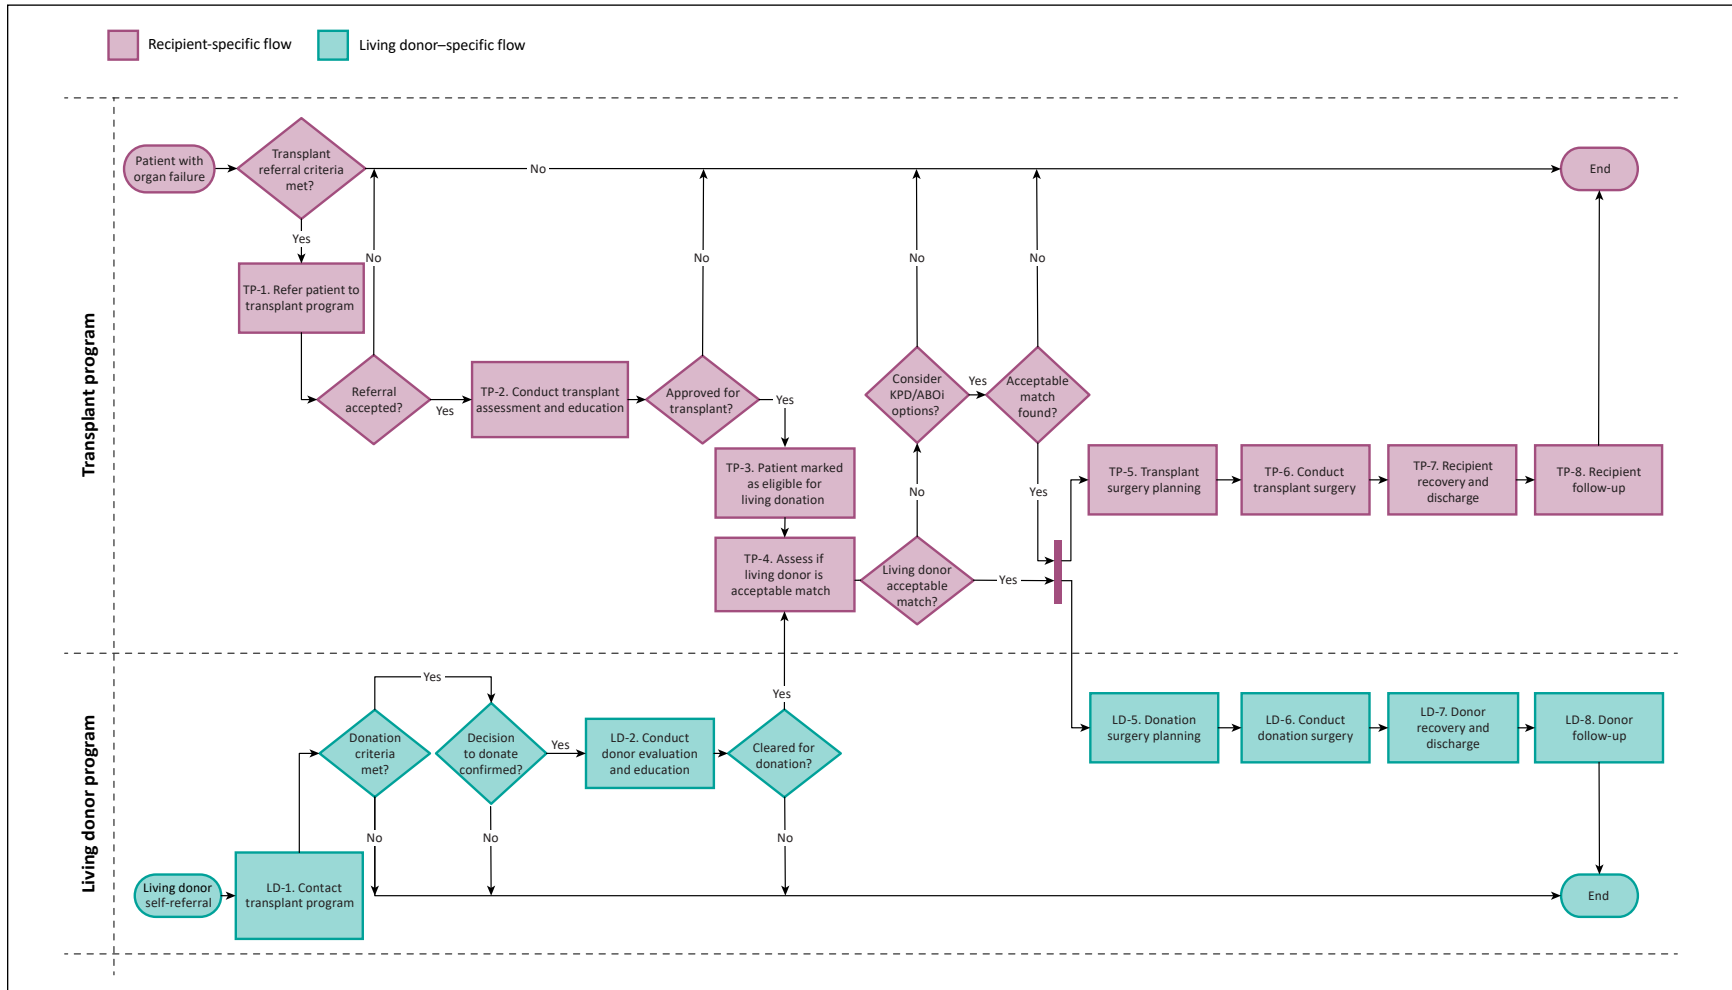 Recipient-specific flow
Living donor–specific flow
Transplant program
Patient with
organ failure
Transplant
referral criteria
met?
No
End
Yes
TP-1. Refer patient to
transplant program
No
Referral
accepted?
Yes
TP-2. Conduct transplant
assessment and education
No
Approved for
transplant?
Yes
TP-3. Patient marked
as eligible for
living donation
TP-4. Assess if
living donor is
acceptable match
Living donor
acceptable
match?
No
Yes
Consider
KPD/ABOi
options?
No
Yes
Acceptable
match
found?
No
Yes
TP-5. Transplant
surgery planning
TP-6. Conduct
transplant surgery
TP-7. Recipient
recovery and
discharge
TP-8. Recipient
follow-up
Living donor program
Living donor
self-referral
LD-1. Contact
transplant program
Donation
criteria
met?
Yes
No
Decision
to donate
confirmed?
Yes
No
LD-2. Conduct
donor evaluation
and education
Cleared for
donation?
Yes
No
LD-5. Donation
surgery planning
LD-6. Conduct
donation surgery
LD-7. Donor
recovery and
discharge
LD-8. Donor
follow-up
End